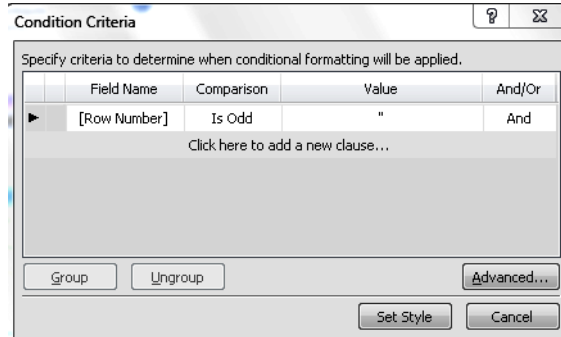 Condition Criteria
Specify criteria to determine when conditional formatting will be applied.
Field Name Comparison Value And/Or
[Row Number] Is Odd '' And
Click here to add a new clause...
Group Ungroup Advanced...
Set Style Cancel